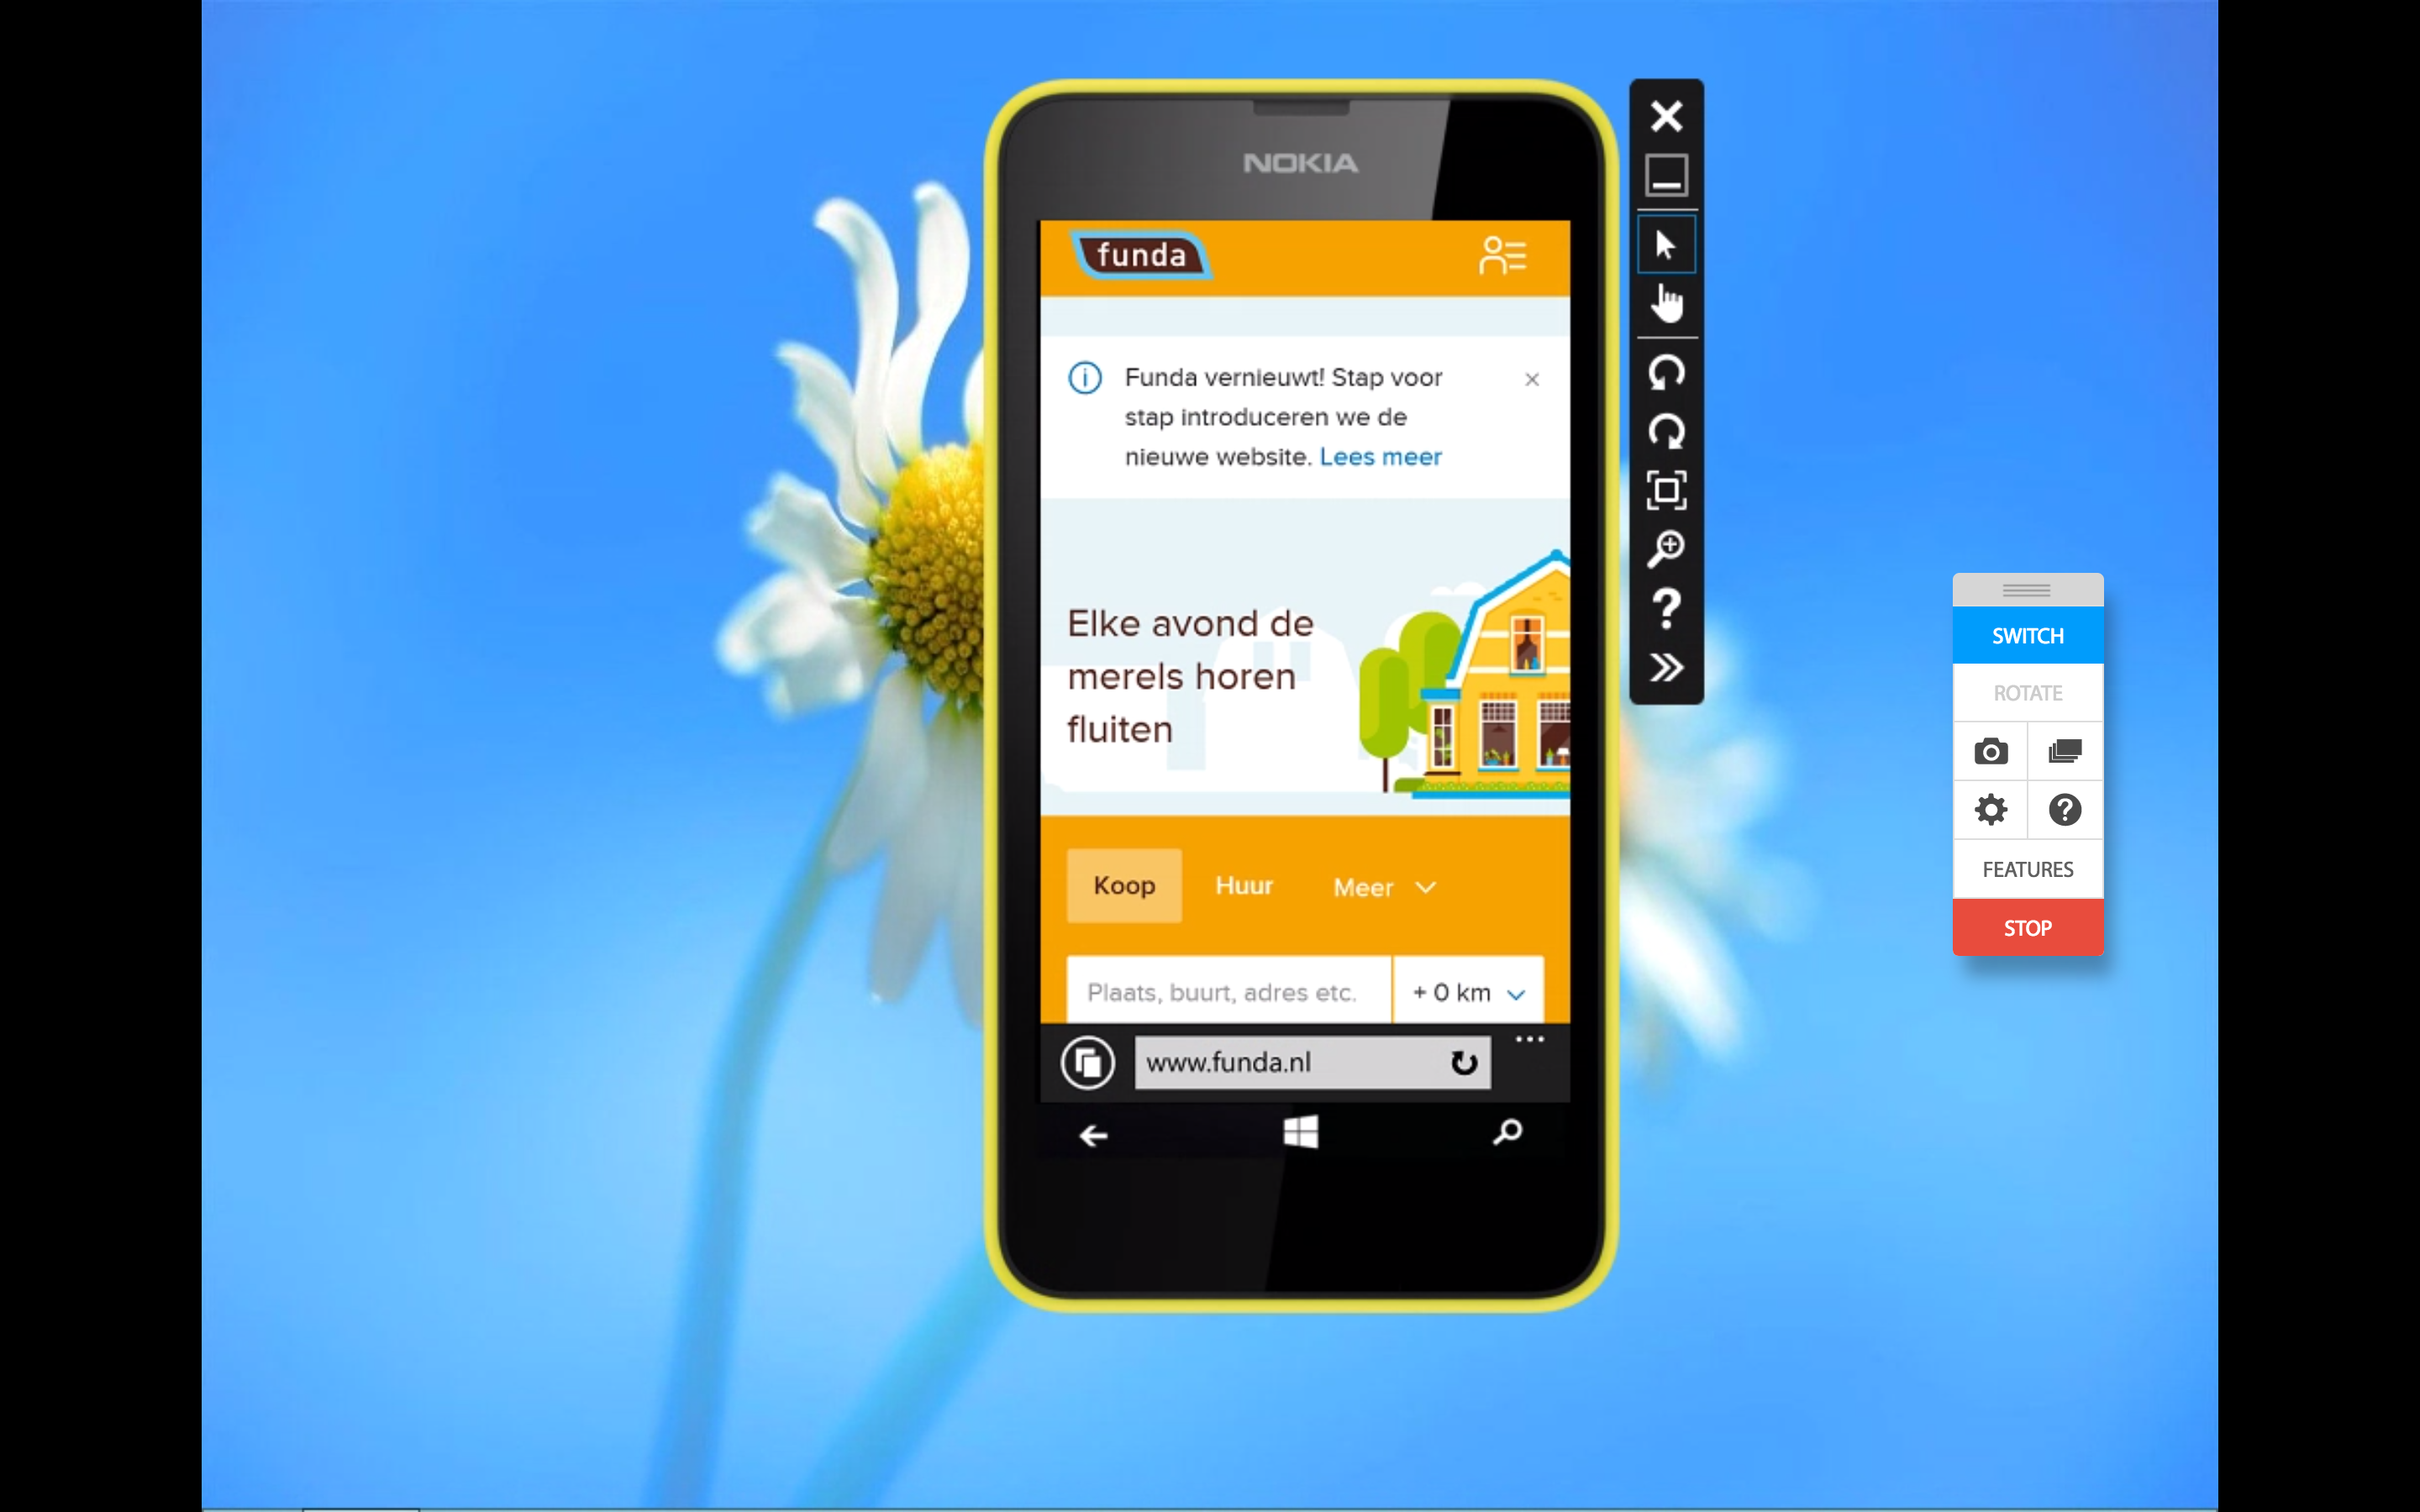 NOKIA
funda
Funda vernieuwt! Stap voor
stap introduceren we de
nieuwe website. Lees meer
Elke avond de
merels horen
fluiten
Koop Huur Meer
Plaats, buurt, adres etc. + 0 km
www.funda.nl
SWITCH
ROTATE
FEATURES
STOP